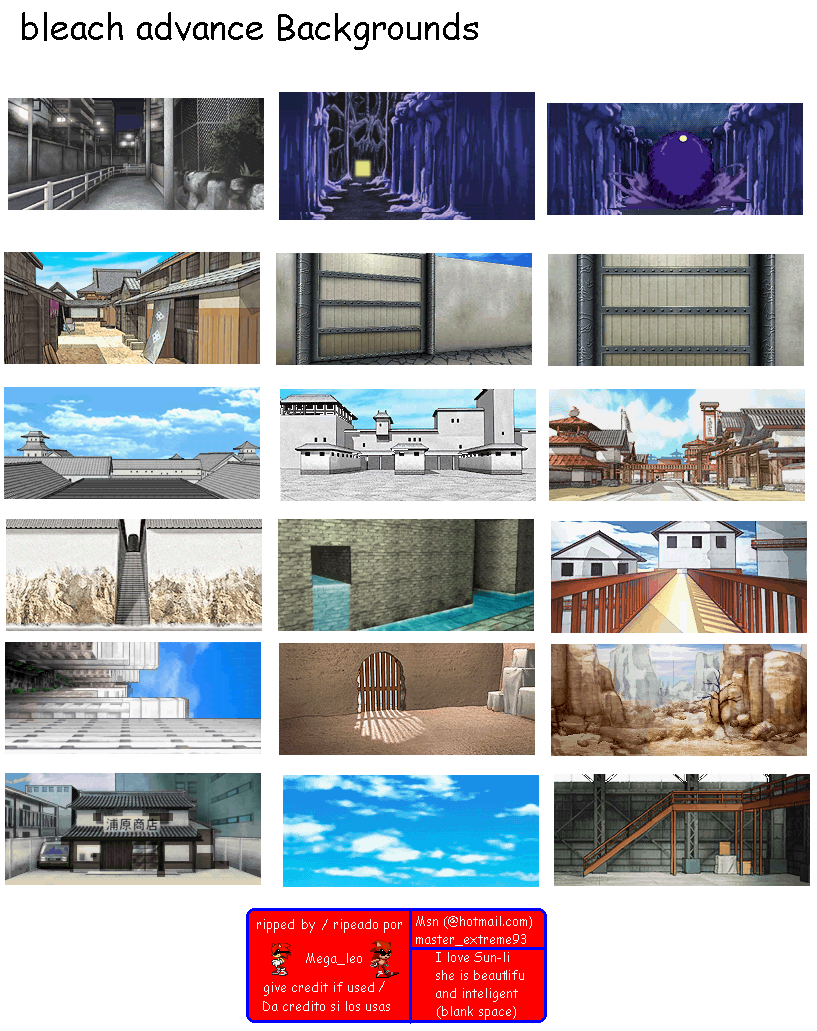 bleach advance Backgrounds
浦原商店
ripped by / ripeado por
Mega_leo
give credit if used /
Da credito si los usas
Msn (@hotmail.com)
master_extreme93
I love Sun-li
she is beautlifu
and inteligent
(blank space)